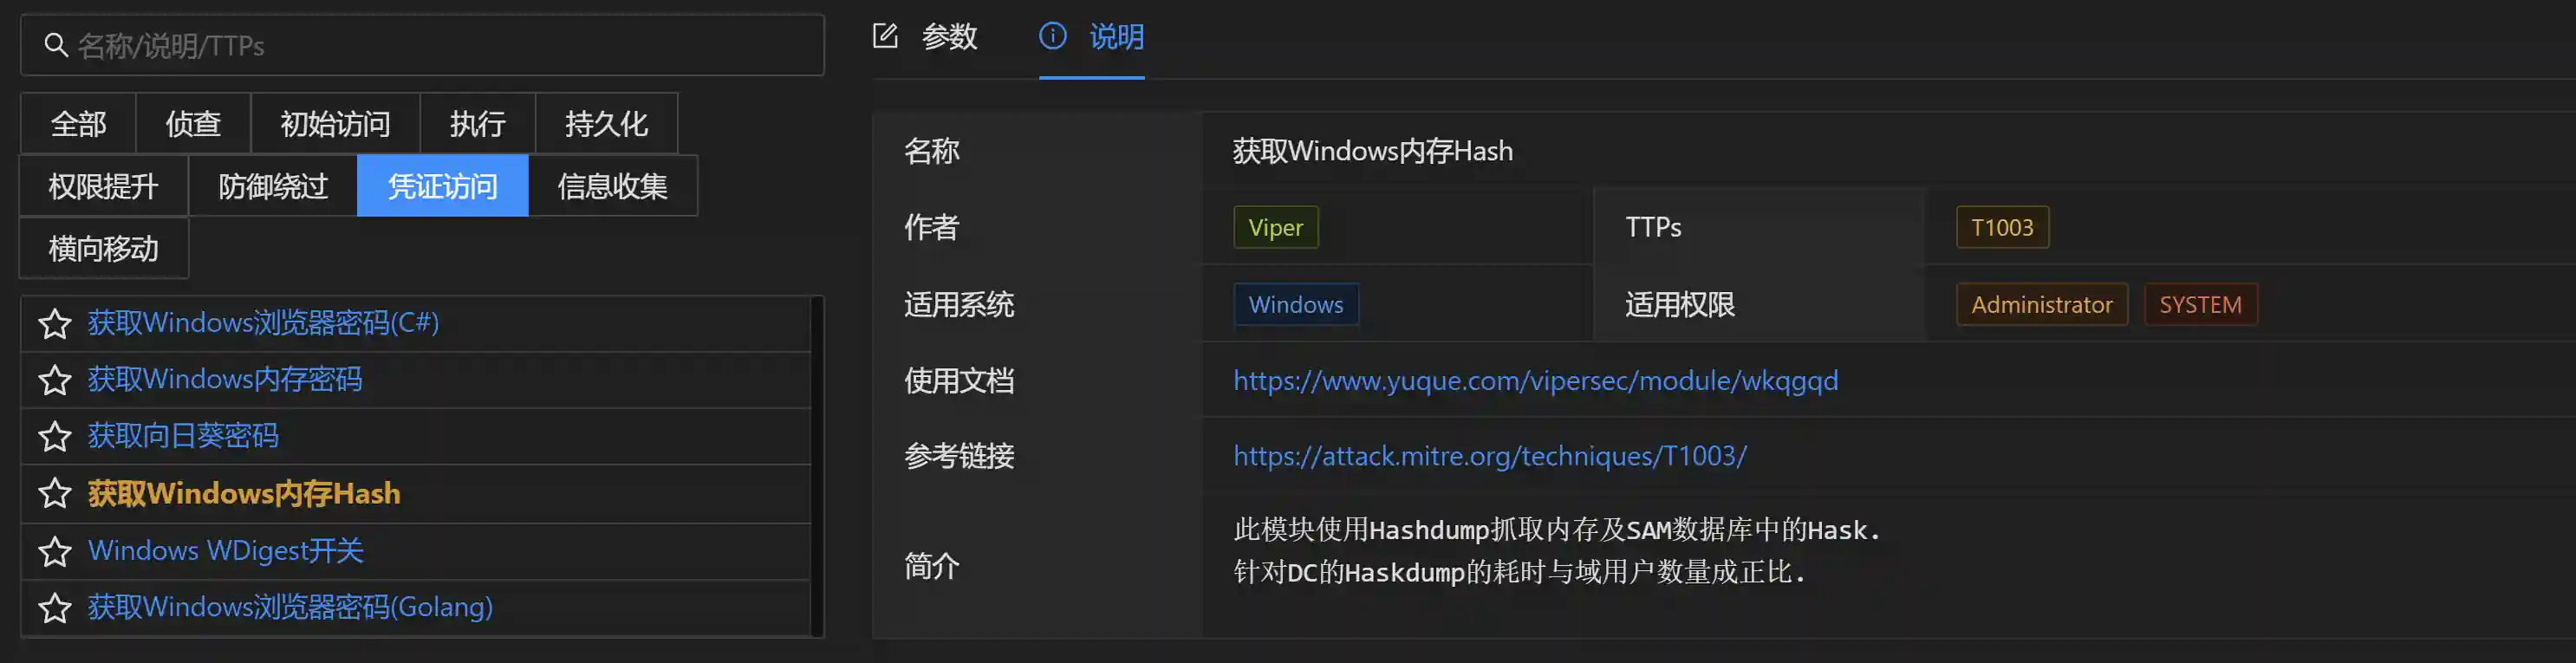 名称/说明/TTPs
全部 侦查 初始访问 执行 持久化
权限提升 防御绕过 凭证访问 信息收集
横向移动
获取Windows浏览器密码(C#)
获取Windows内存密码
获取向日葵密码
获取Windows内存Hash
Windows WDigest开关
获取Windows浏览器密码(Golang)
参数 说明
名称 获取Windows内存Hash
作者 Viper TTPs T1003
适用系统 Windows 适用权限 Administrator SYSTEM
使用文档 https://www.yuque.com/vipersec/module/wkqgqd
参考链接 https://attack.mitre.org/techniques/T1003/
简介
此模块使用Hashdump抓取内存及SAM数据库中的Hask.
针对DC的Haskdump的耗时与域用户数量成正比.